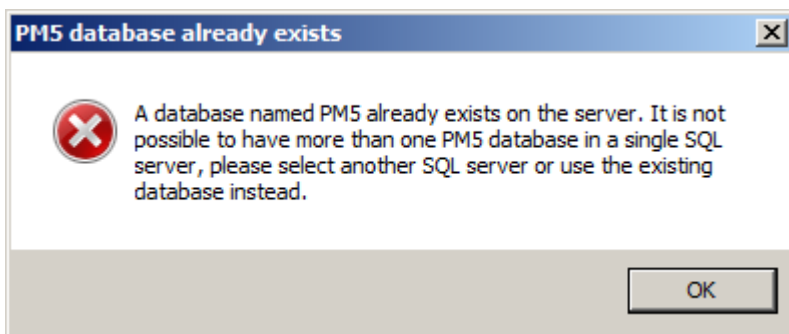 PM5 database already exists
A database named PM5 already exists on the server. It is not
possible to have more than one PM5 database in a single SQL
server, please select another SQL server or use the existing
database instead.
OK